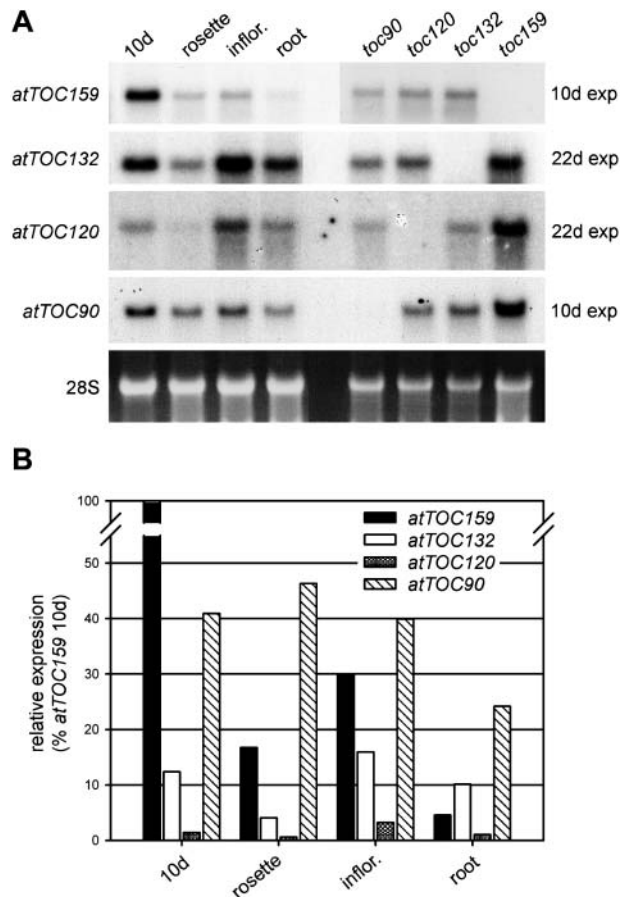 A
10d rosette inflor. root toc90 toc120 toc132 toc159
atTOC159 10d exp
atTOC132 22d exp
atTOC120 22d exp
atTOC90 10d exp
28S
B
relative expression
(% atTOC159 10d)
100
50
40
30
20
10
0
atTOC159
atTOC132
atTOC120
atTOC90
10d rosette inflor. root